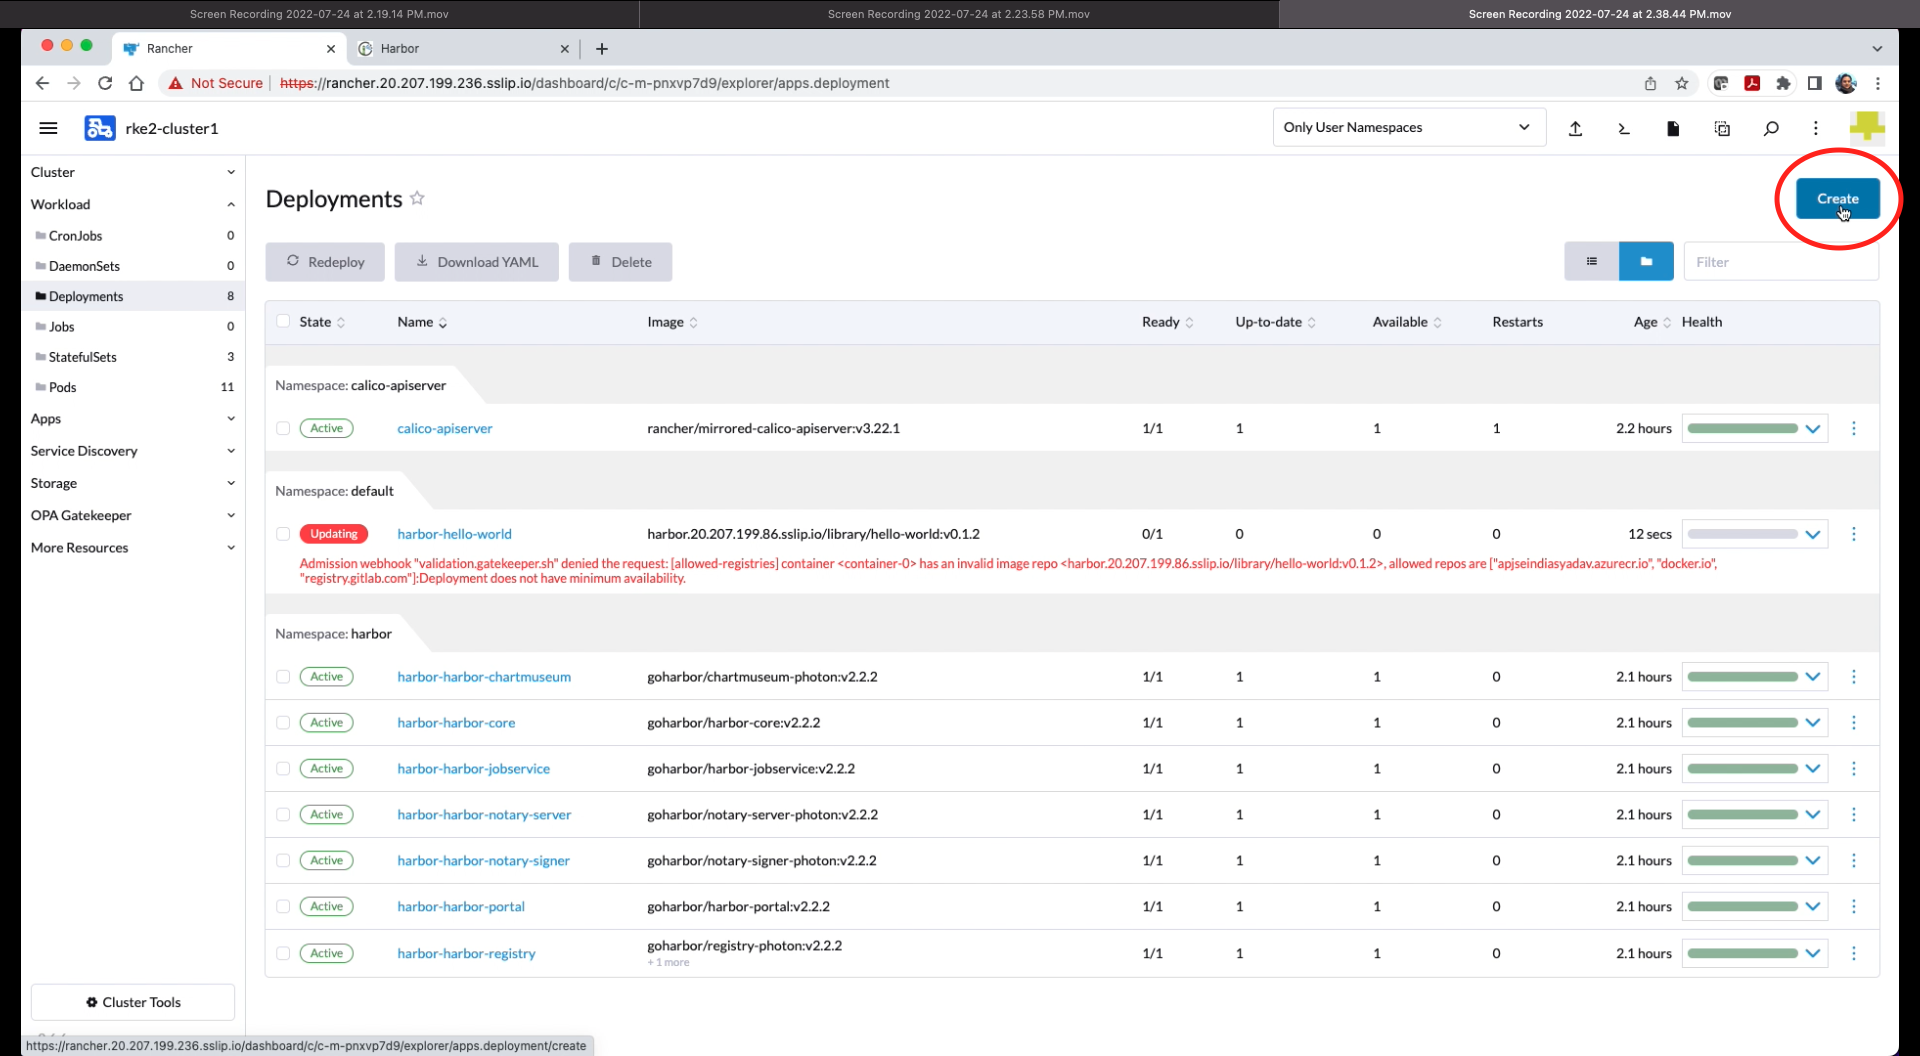 Screen Recording 2022-07-24 at 2.19.14 PM.mov
Screen Recording 2022-07-24 at 2.23.58 PM.mov
Screen Recording 2022-07-24 at 2.38.44 PM.mov
Rancher
Harbor
Not Secure https://rancher.20.207.199.236.sslip.io/dashboard/c/c-m-pnxvp7d9/explorer/apps.deployment
rke2-cluster1
Only User Namespaces
Cluster
Workload
CronJobs 0
DaemonSets 0
Deployments 8
Jobs 0
StatefulSets 3
Pods 11
Apps
Service Discovery
Storage
OPA Gatekeeper
More Resources
Cluster Tools
Deployments
Create
Redeploy Download YAML Delete
Filter
State Name Image Ready Up-to-date Available Restarts Age Health
Namespace: calico-apiserver
Active calico-apiserver rancher/mirrored-calico-apiserver:v3.22.1 1/1 1 1 1 2.2 hours
Namespace: default
Updating harbor-hello-world harbor.20.207.199.86.sslip.io/library/hello-world:v0.1.2 0/1 0 0 0 12 secs
Admission webhook "validation.gatekeeper.sh" denied the request: [allowed-registries] container <container-0> has an invalid image repo <harbor.20.207.199.86.sslip.io/library/hello-world:v0.1.2>, allowed repos are ["apjseindiasyadav.azurecr.io", "docker.io",
"registry.gitlab.com"]:Deployment does not have minimum availability.
Namespace: harbor
Active harbor-harbor-chartmuseum goharbor/chartmuseum-photon:v2.2.2 1/1 1 1 0 2.1 hours
Active harbor-harbor-core goharbor/harbor-core:v2.2.2 1/1 1 1 0 2.1 hours
Active harbor-harbor-jobservice goharbor/harbor-jobservice:v2.2.2 1/1 1 1 0 2.1 hours
Active harbor-harbor-notary-server goharbor/notary-server-photon:v2.2.2 1/1 1 1 0 2.1 hours
Active harbor-harbor-notary-signer goharbor/notary-signer-photon:v2.2.2 1/1 1 1 0 2.1 hours
Active harbor-harbor-portal goharbor/harbor-portal:v2.2.2 1/1 1 1 0 2.1 hours
Active harbor-harbor-registry goharbor/registry-photon:v2.2.2 1/1 1 1 0 2.1 hours
+ 1 more
https://rancher.20.207.199.236.sslip.io/dashboard/c/c-m-pnxvp7d9/explorer/apps.deployment/create